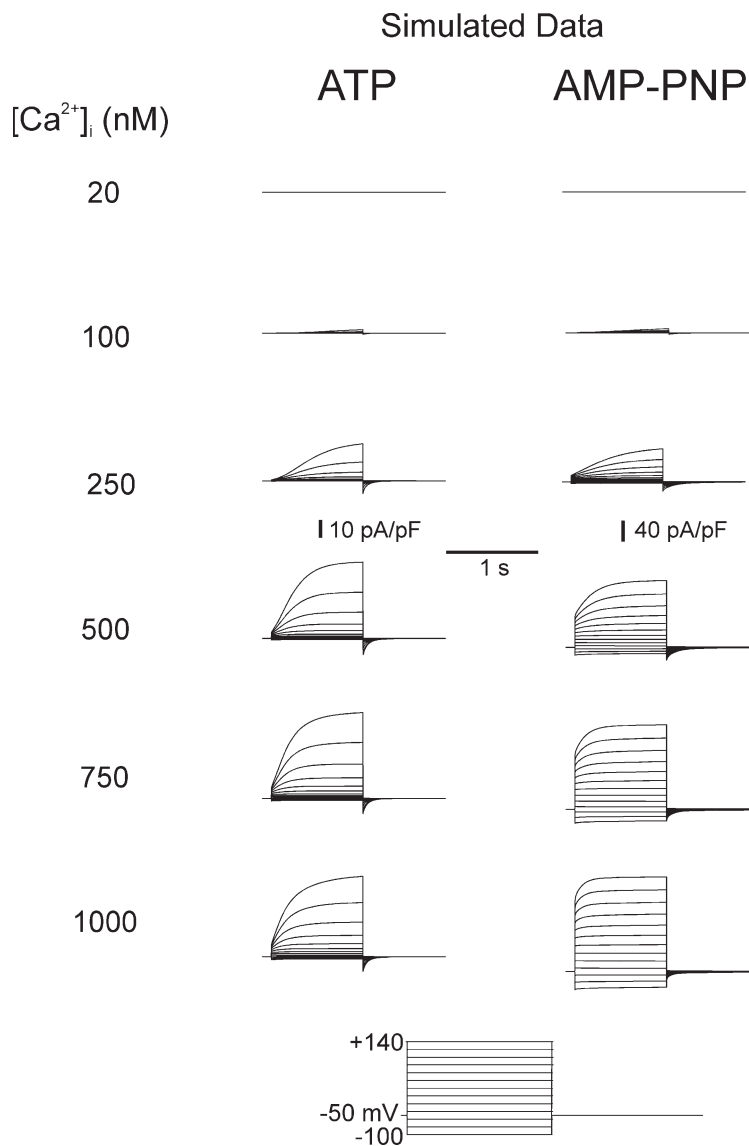 Simulated Data
ATP AMP-PNP
[Ca²⁺]ᵢ (nM)
20
100
250
10 pA/pF 40 pA/pF
1 s
500
750
1000
+140
-50 mV
-100